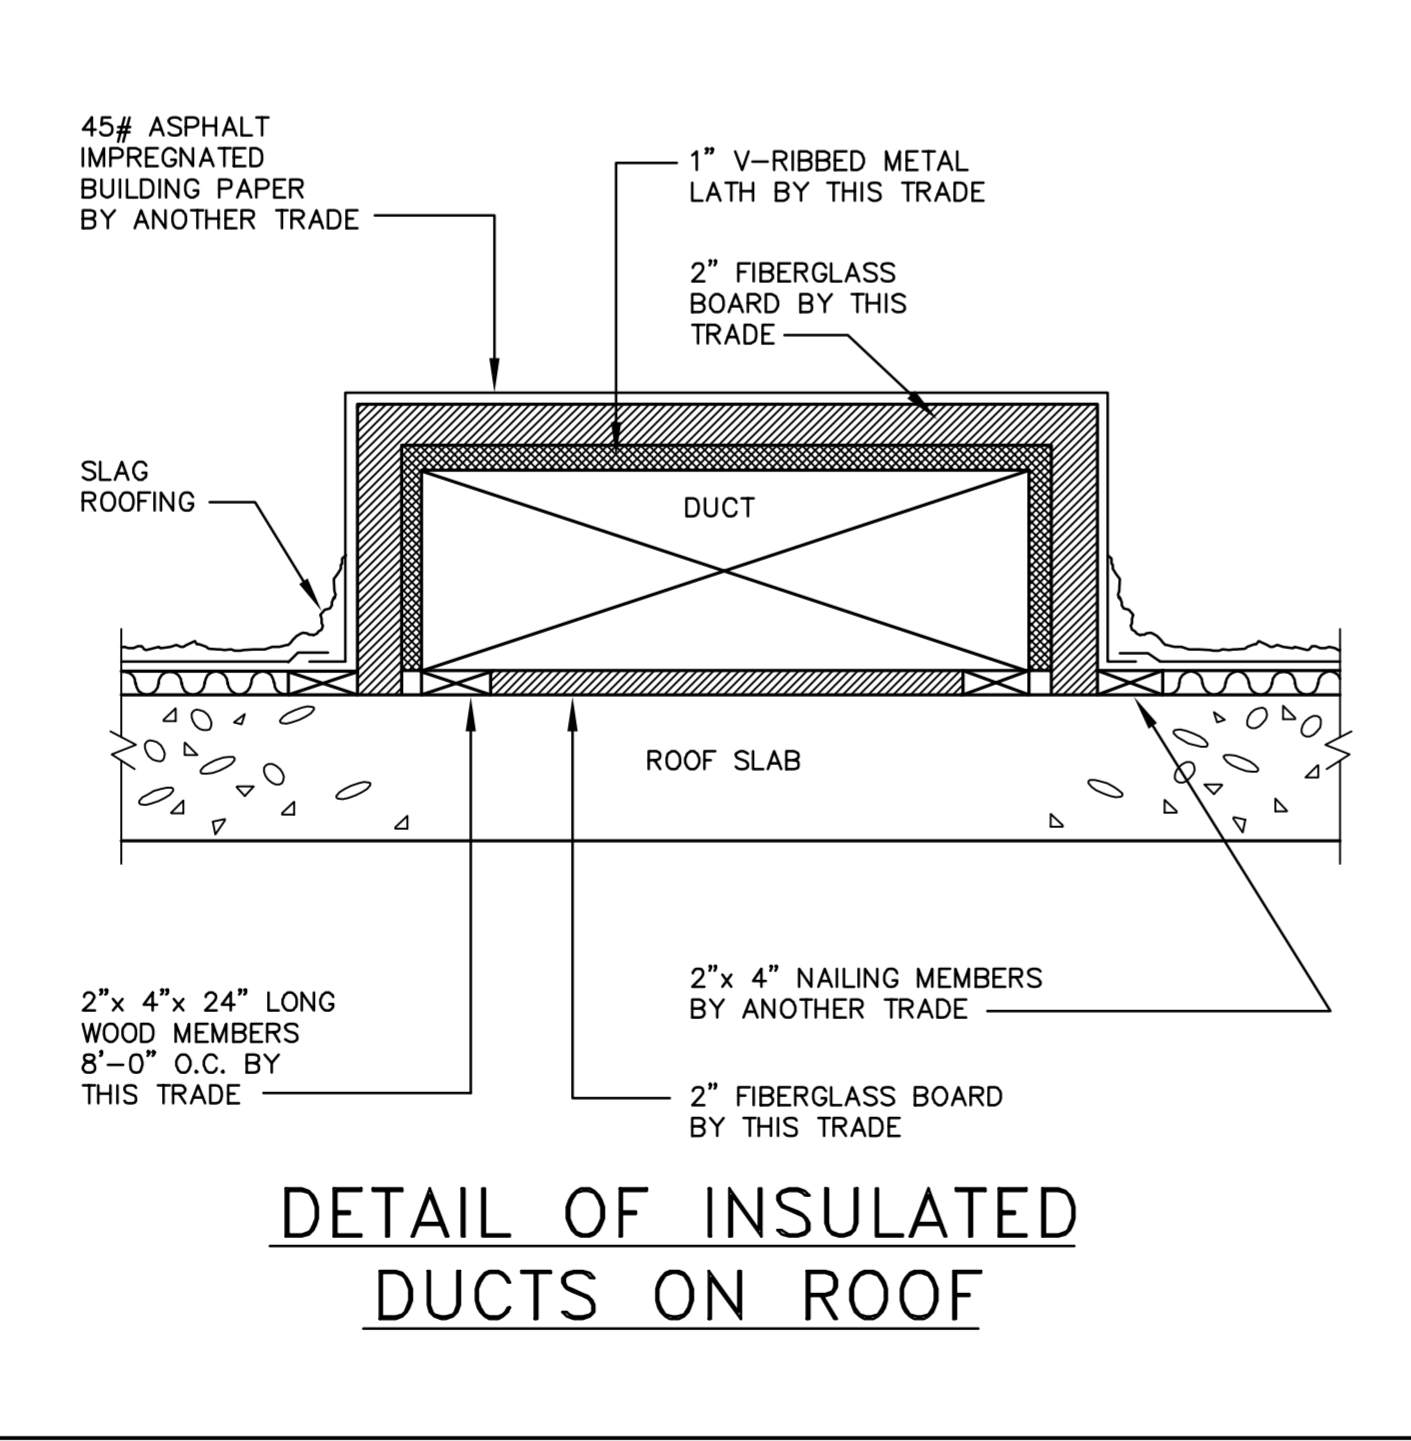 45# ASPHALT
IMPREGNATED
BUILDING PAPER
BY ANOTHER TRADE
1” V-RIBBED METAL
LATH BY THIS TRADE
2” FIBERGLASS
BOARD BY THIS
TRADE
SLAG
ROOFING
DUCT
ROOF SLAB
2”x 4”x 24” LONG
WOOD MEMBERS
8’-0” O.C. BY
THIS TRADE
2”x 4” NAILING MEMBERS
BY ANOTHER TRADE
2” FIBERGLASS BOARD
BY THIS TRADE
DETAIL OF INSULATED
DUCTS ON ROOF